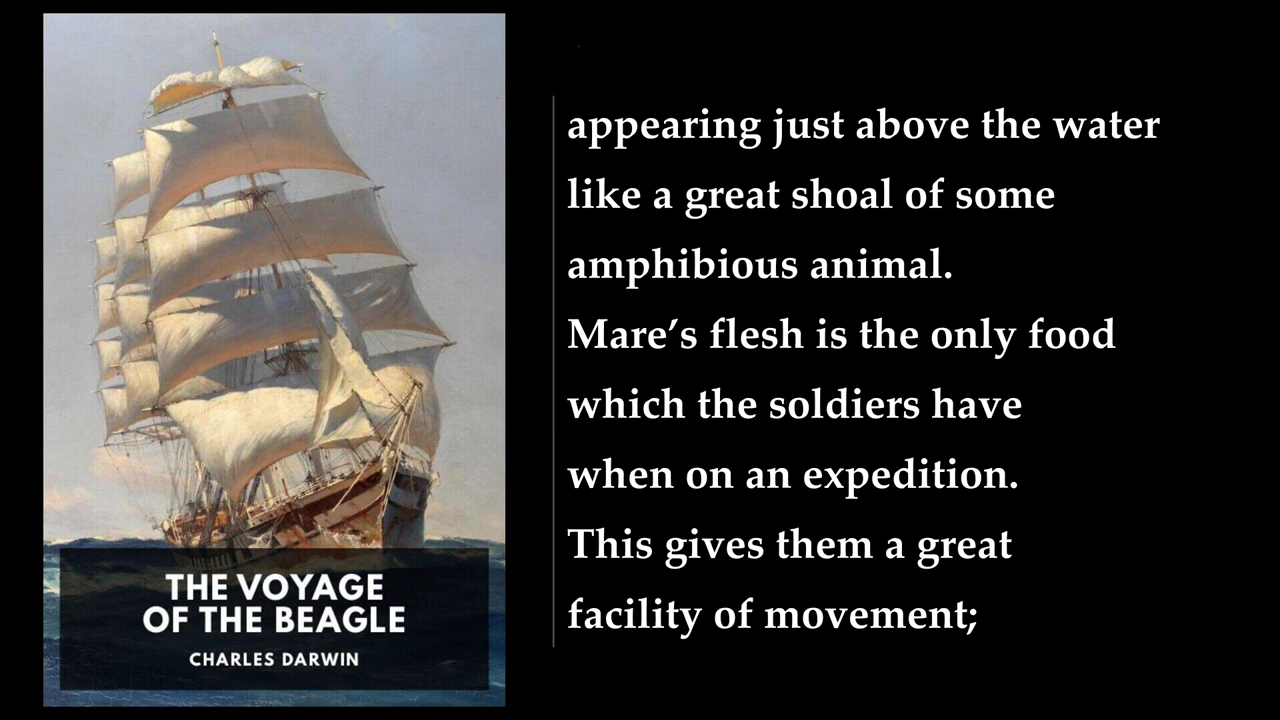 THE VOYAGE
OF THE BEAGLE
CHARLES DARWIN
appearing just above the water
like a great shoal of some
amphibious animal.
Mare’s flesh is the only food
which the soldiers have
when on an expedition.
This gives them a great
facility of movement;